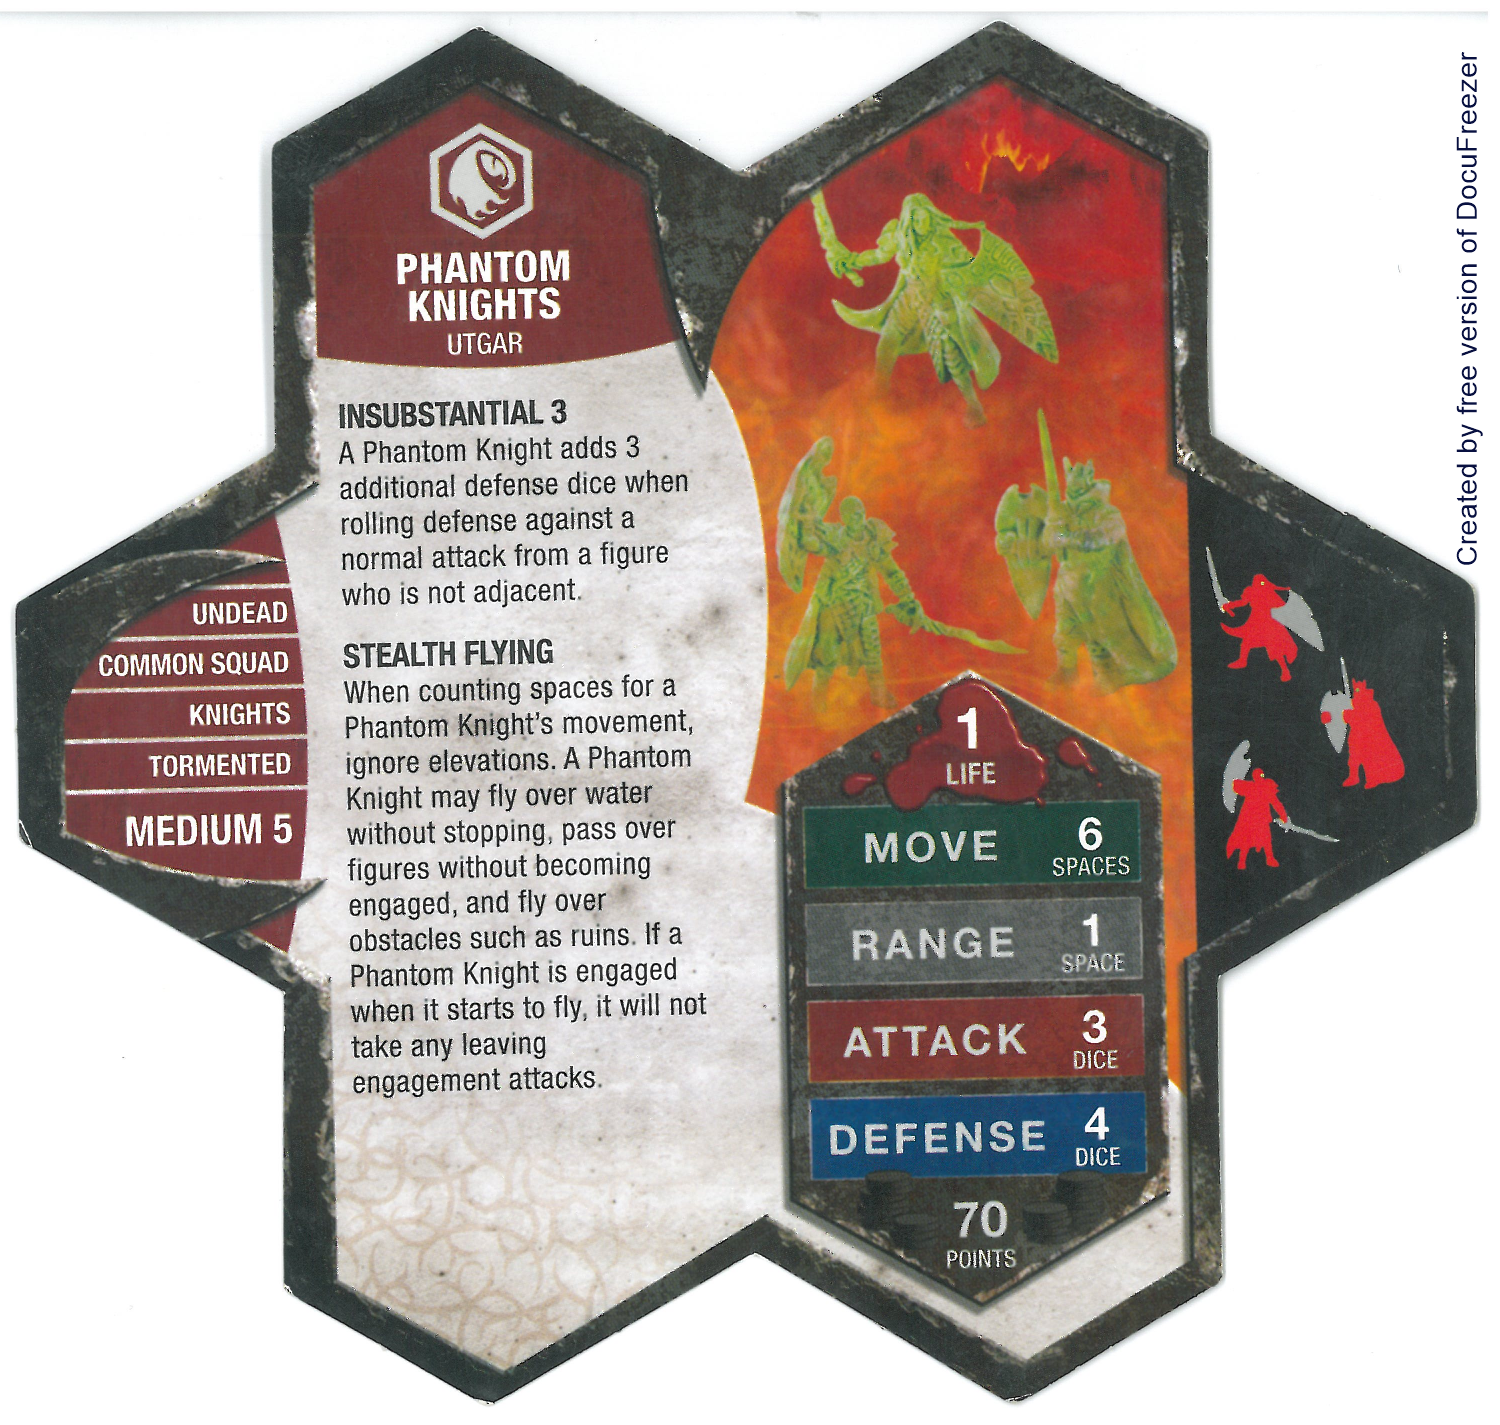 PHANTOM
KNIGHTS
UTGAR
INSUBSTANTIAL 3
A Phantom Knight adds 3
additional defense dice when
rolling defense against a
normal attack from a figure
who is not adjacent.
STEALTH FLYING
When counting spaces for a
Phantom Knight's movement,
ignore elevations. A Phantom
Knight may fly over water
without stopping, pass over
figures without becoming
engaged, and fly over
obstacles such as ruins. If a
Phantom Knight is engaged
when it starts to fly, it will not
take any leaving
engagement attacks.
UNDEAD
COMMON SQUAD
KNIGHTS
TORMENTED
MEDIUM 5
1
LIFE
MOVE 6
SPACES
RANGE 1
SPACE
ATTACK 3
DICE
DEFENSE 4
DICE
70
POINTS
Created by free version of DocuFreezer